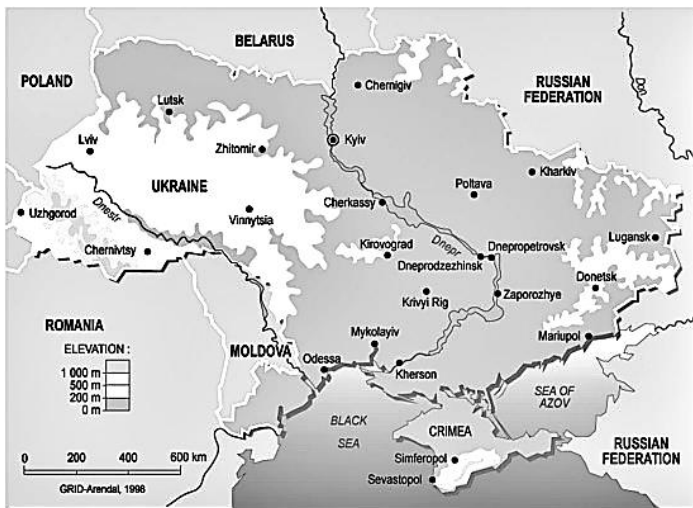 BELARUS
POLAND
RUSSIAN
FEDERATION
Don
Chernigiv
Lutsk
Kyiv
Lviv
Zhitomir
Kharkiv
UKRAINE
Poltava
Cherkassy
Uzhgorod
Dnestr
Vinnytsia
Lugansk
Chernivtsy
Kirovograd
Dnepr
Dnepropetrovsk
Dneprodzezhinsk
Donetsk
Krivyi Rig
Zaporozhye
ROMANIA
Mykolayiv
Mariupol
MOLDOVA
Odessa
Kherson
ELEVATION :
1 000 m
500 m
200 m
0 m
SEA OF
AZOV
BLACK
SEA
CRIMEA
RUSSIAN
FEDERATION
Simferopol
Sevastopol
0 200 400 600 km
GRID-Arendal, 1998